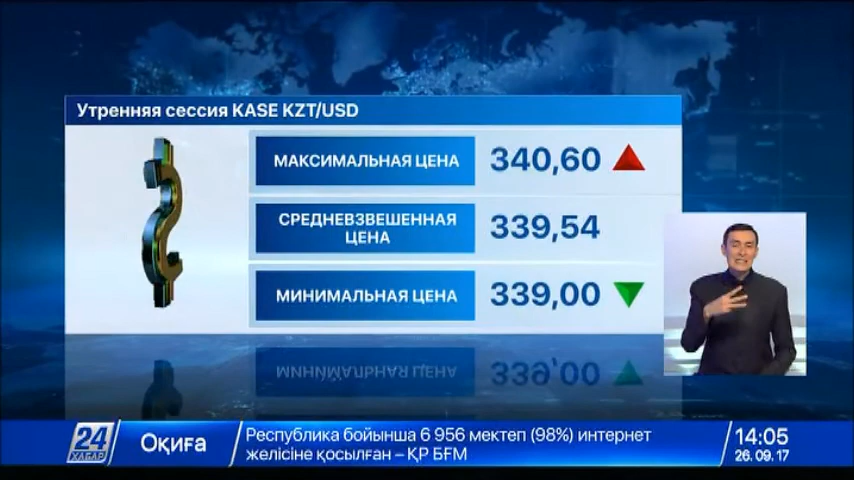 Утренняя сессия KASE KZT/USD
МАКСИМАЛЬНАЯ ЦЕНА 340,60
СРЕДНЕВЗВЕШЕННАЯ
ЦЕНА 339,54
МИНИМАЛЬНАЯ ЦЕНА 339,00
24
ХАБАР
Оқиға
Республика бойынша 6 956 мектеп (98%) интернет
желісіне қосылған – ҚР БҒМ
14:05
26.09.17